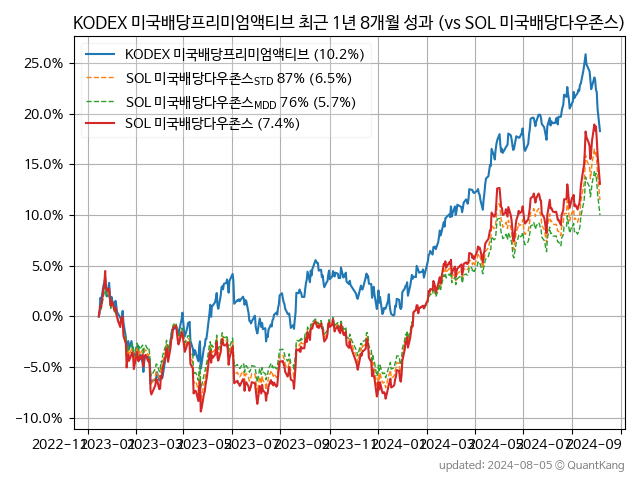 KODEX 미국배당프리미엄액티브 최근 1년 8개월 성과 (vs SOL 미국배당다우존스)
KODEX 미국배당프리미엄액티브 (10.2%)
SOL 미국배당다우존스STD 87% (6.5%)
SOL 미국배당다우존스MDD 76% (5.7%)
SOL 미국배당다우존스 (7.4%)
25.0%
20.0%
15.0%
10.0%
5.0%
0.0%
−5.0%
−10.0%
2022−11 2023−01 2023−03 2023−05 2023−07 2023−09 2023−11 2024−01 2024−03 2024−05 2024−07 2024−09
updated: 2024-08-05 © QuantKang